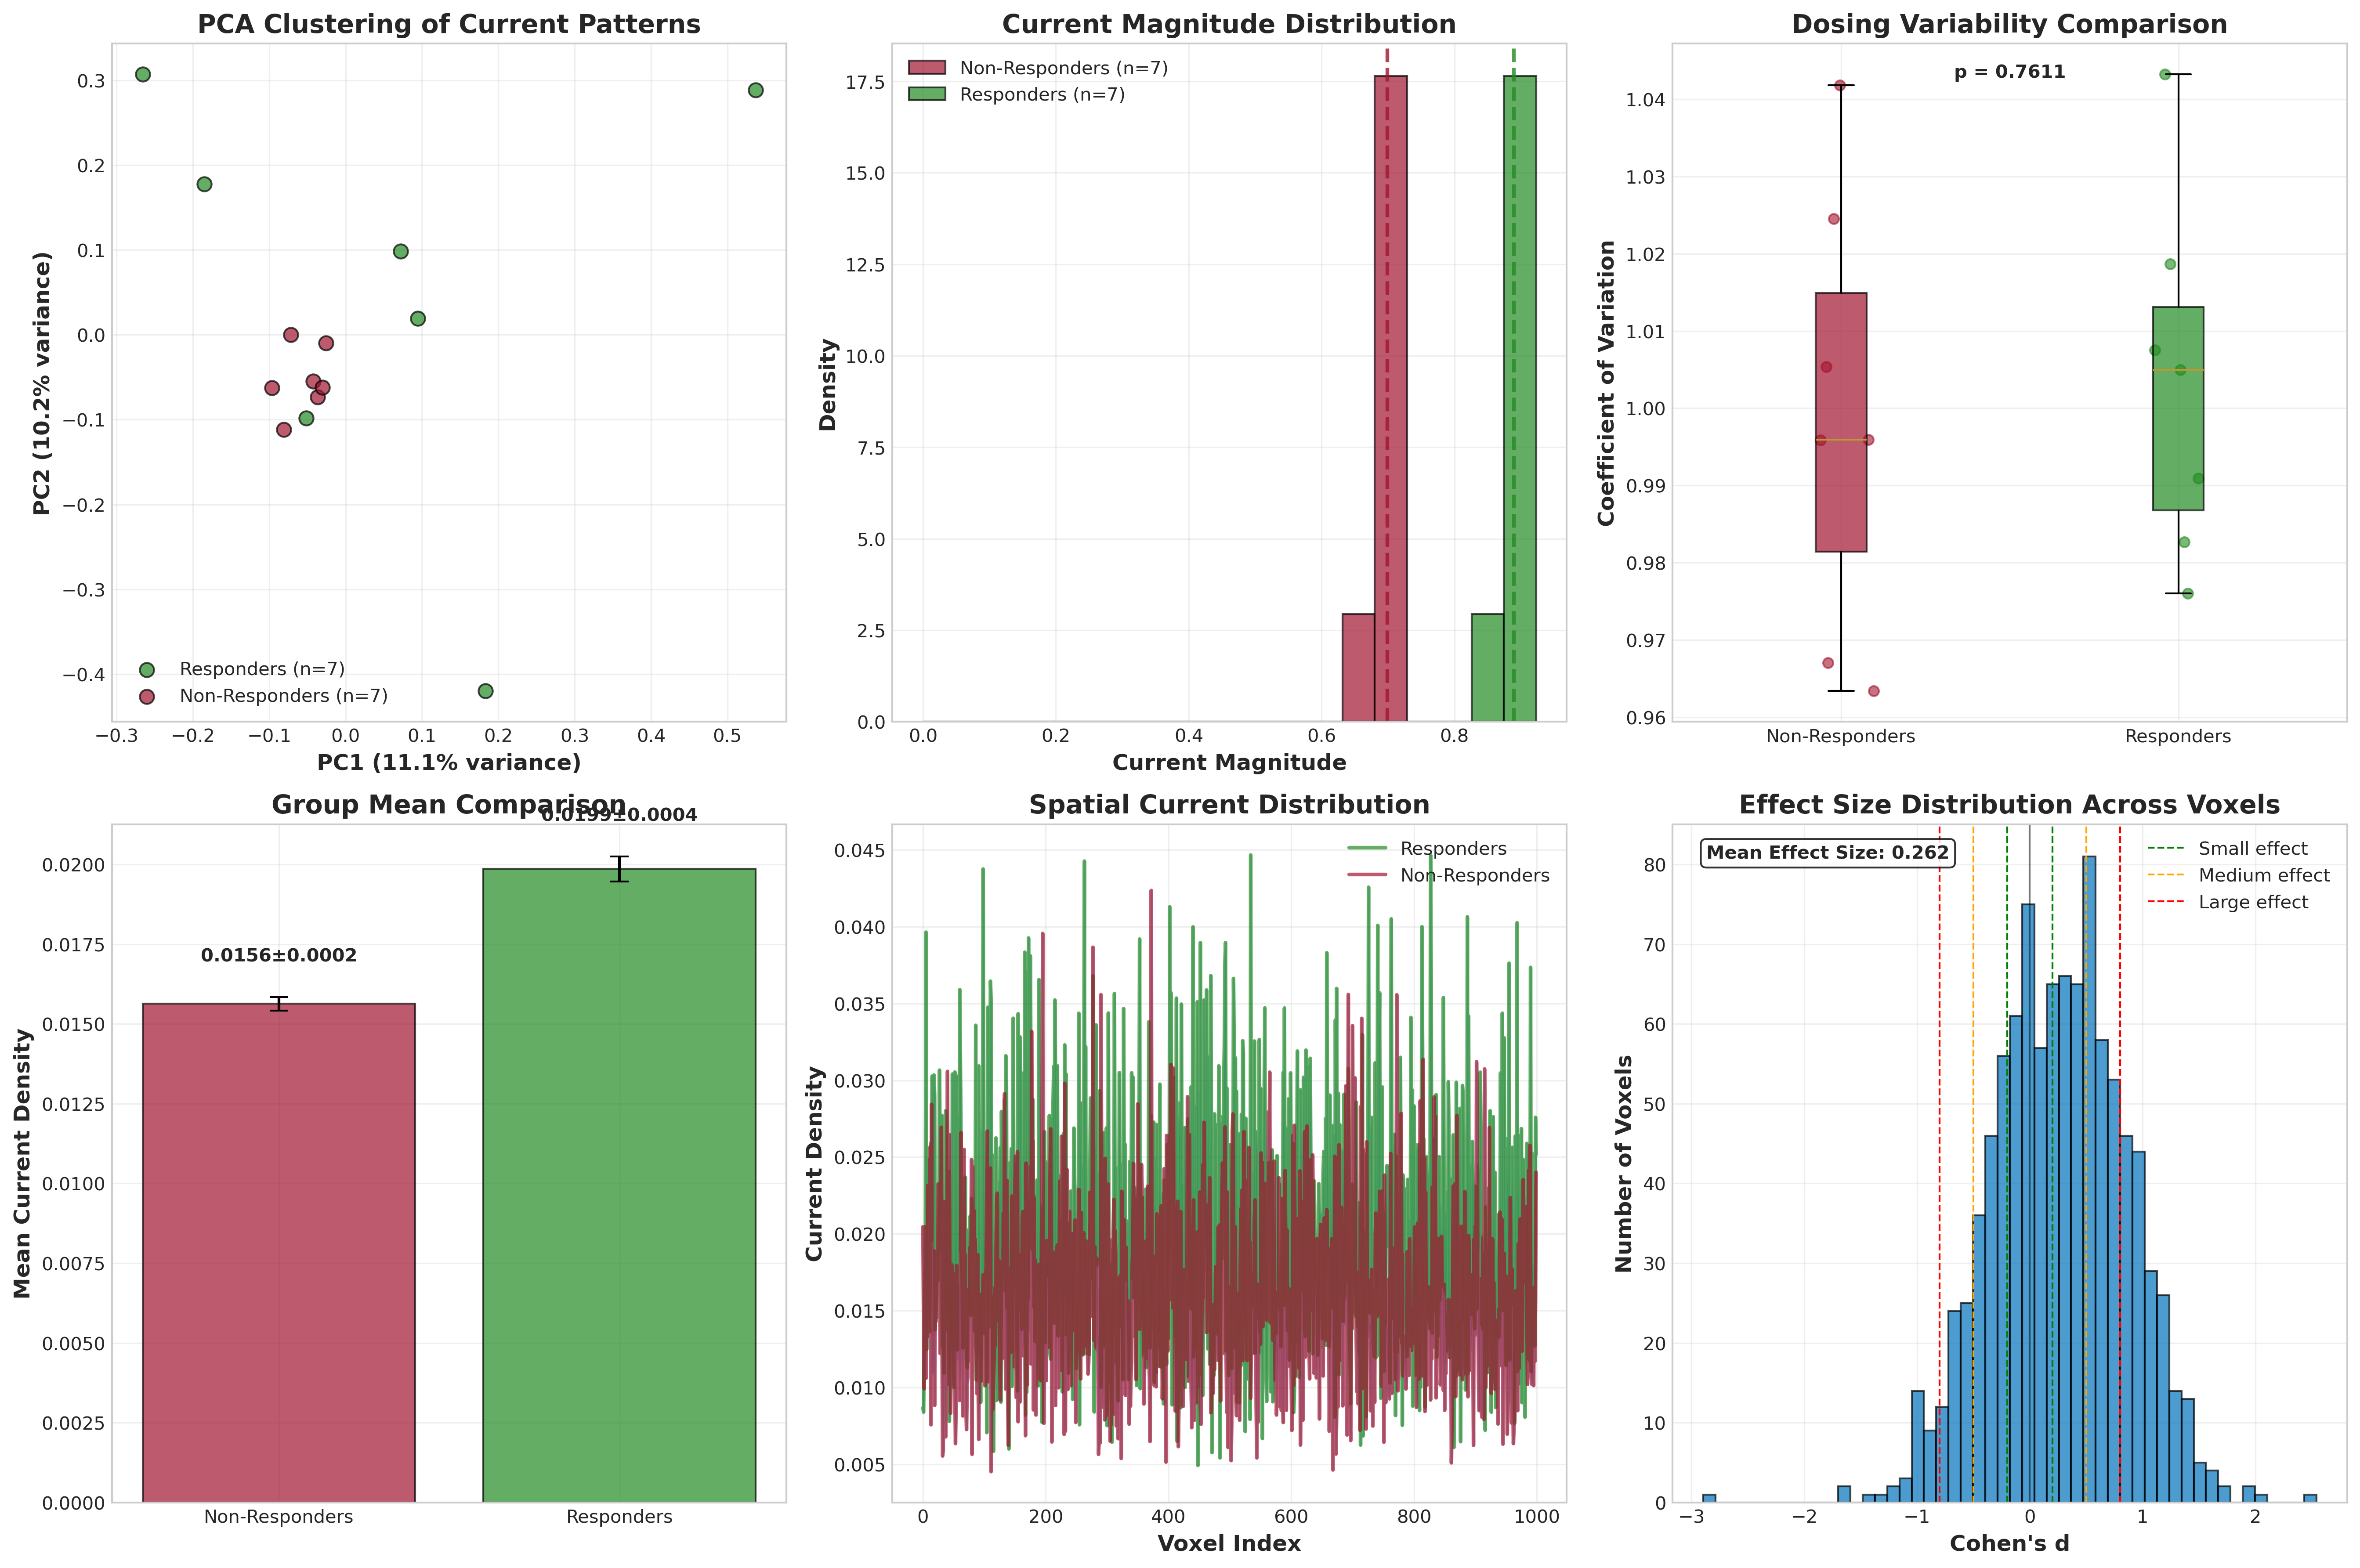 PCA Clustering of Current Patterns
0.3
0.2
0.1
0.0
−0.1
−0.2
−0.3
−0.4
PC2 (10.2% variance)
Responders (n=7)
Non-Responders (n=7)
−0.3 −0.2 −0.1 0.0 0.1 0.2 0.3 0.4 0.5
PC1 (11.1% variance)
Current Magnitude Distribution
Non-Responders (n=7)
Responders (n=7)
17.5
15.0
12.5
10.0
7.5
5.0
2.5
0.0
Density
0.0 0.2 0.4 0.6 0.8
Current Magnitude
Dosing Variability Comparison
p = 0.7611
1.04
1.03
1.02
1.01
1.00
0.99
0.98
0.97
0.96
Coefficient of Variation
Non-Responders Responders
Group Mean Comparison
0.0199±0.0004
0.0156±0.0002
0.0200
0.0175
0.0150
0.0125
0.0100
0.0075
0.0050
0.0025
0.0000
Mean Current Density
Non-Responders Responders
Spatial Current Distribution
Responders
Non-Responders
0.045
0.040
0.035
0.030
0.025
0.020
0.015
0.010
0.005
Current Density
0 200 400 600 800 1000
Voxel Index
Effect Size Distribution Across Voxels
Mean Effect Size: 0.262
Small effect
Medium effect
Large effect
80
70
60
50
40
30
20
10
0
Number of Voxels
−3 −2 −1 0 1 2
Cohen's d